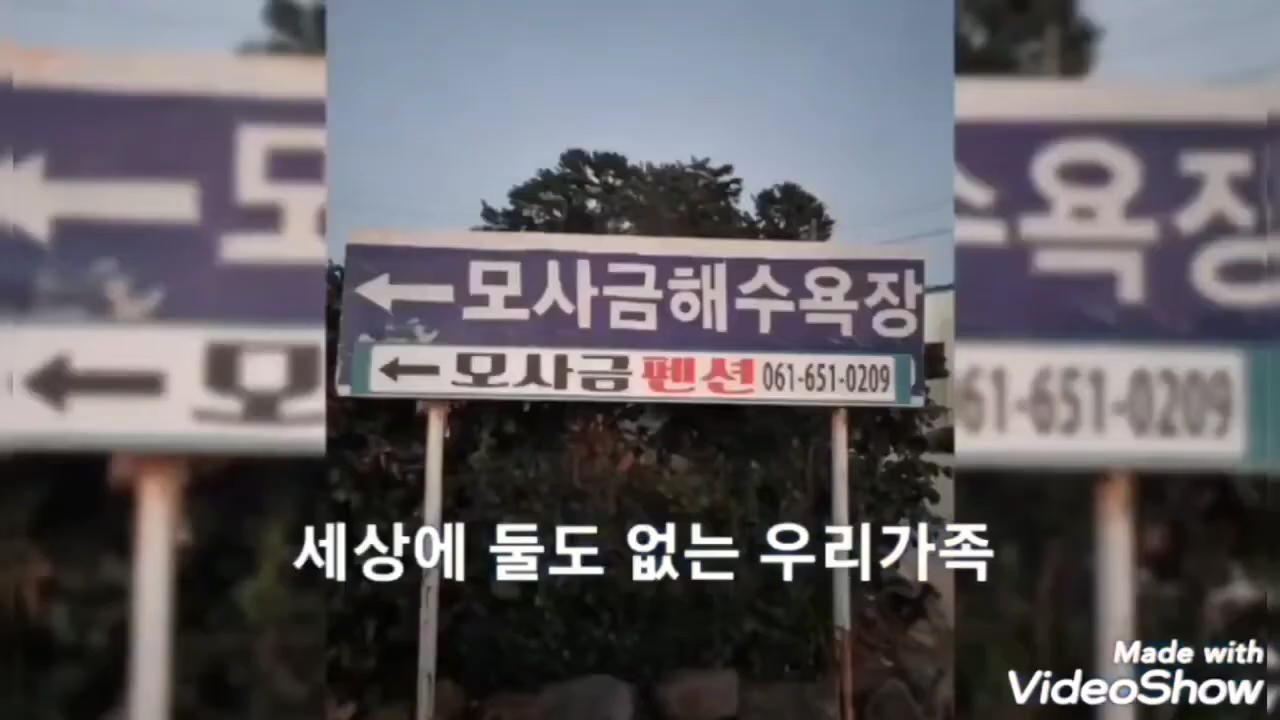 ← 모사금해수욕장
← 모사금펜션 061-651-0209
세상에 둘도 없는 우리가족
Made with
VideoShow